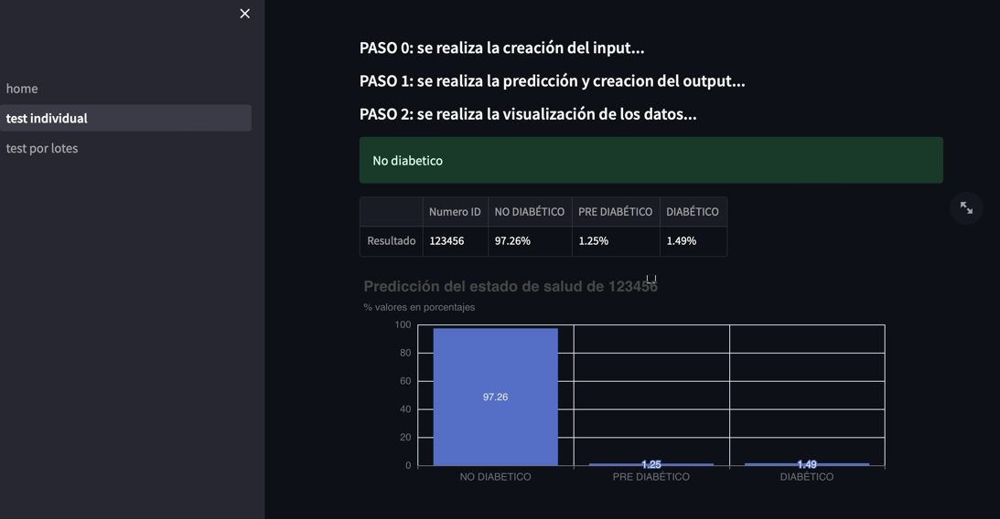 home
test individual
test por lotes
PASO 0: se realiza la creación del input...
PASO 1: se realiza la predicción y creacion del output...
PASO 2: se realiza la visualización de los datos...
No diabetico
Numero ID NO DIABÉTICO PRE DIABÉTICO DIABÉTICO
Resultado 123456 97.26% 1.25% 1.49%
Predicción del estado de salud de 123456
% valores en porcentajes
100
80
60
40
20
0
97.26
1.25
1.49
NO DIABETICO PRE DIABÉTICO DIABÉTICO